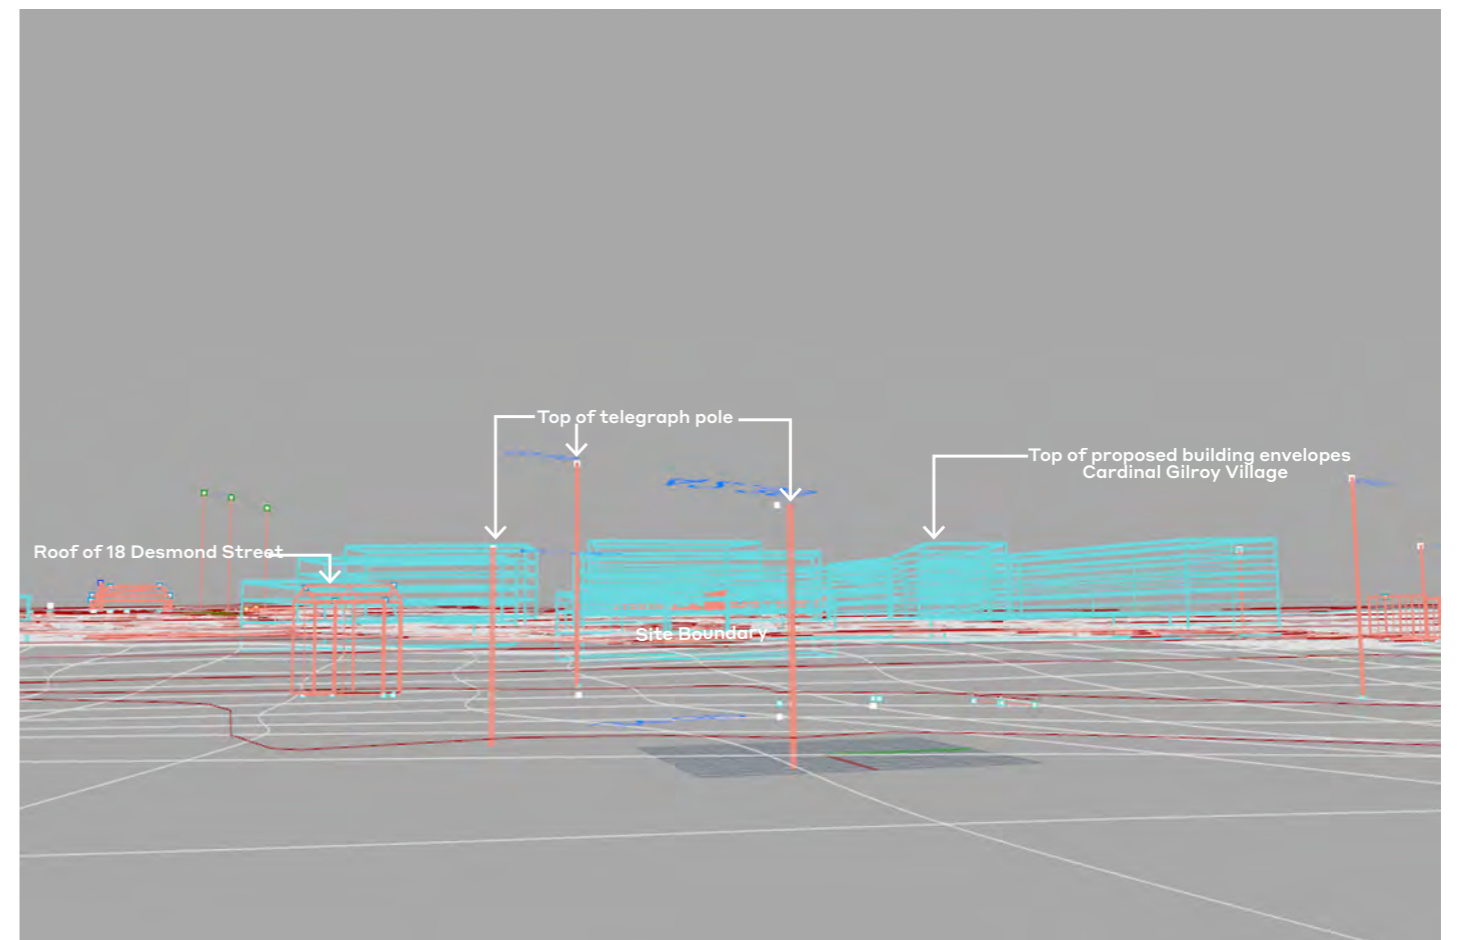 Top of telegraph pole
Top of proposed building envelopes
Cardinal Gilroy Village
Roof of 18 Desmond Street
Site Boundary